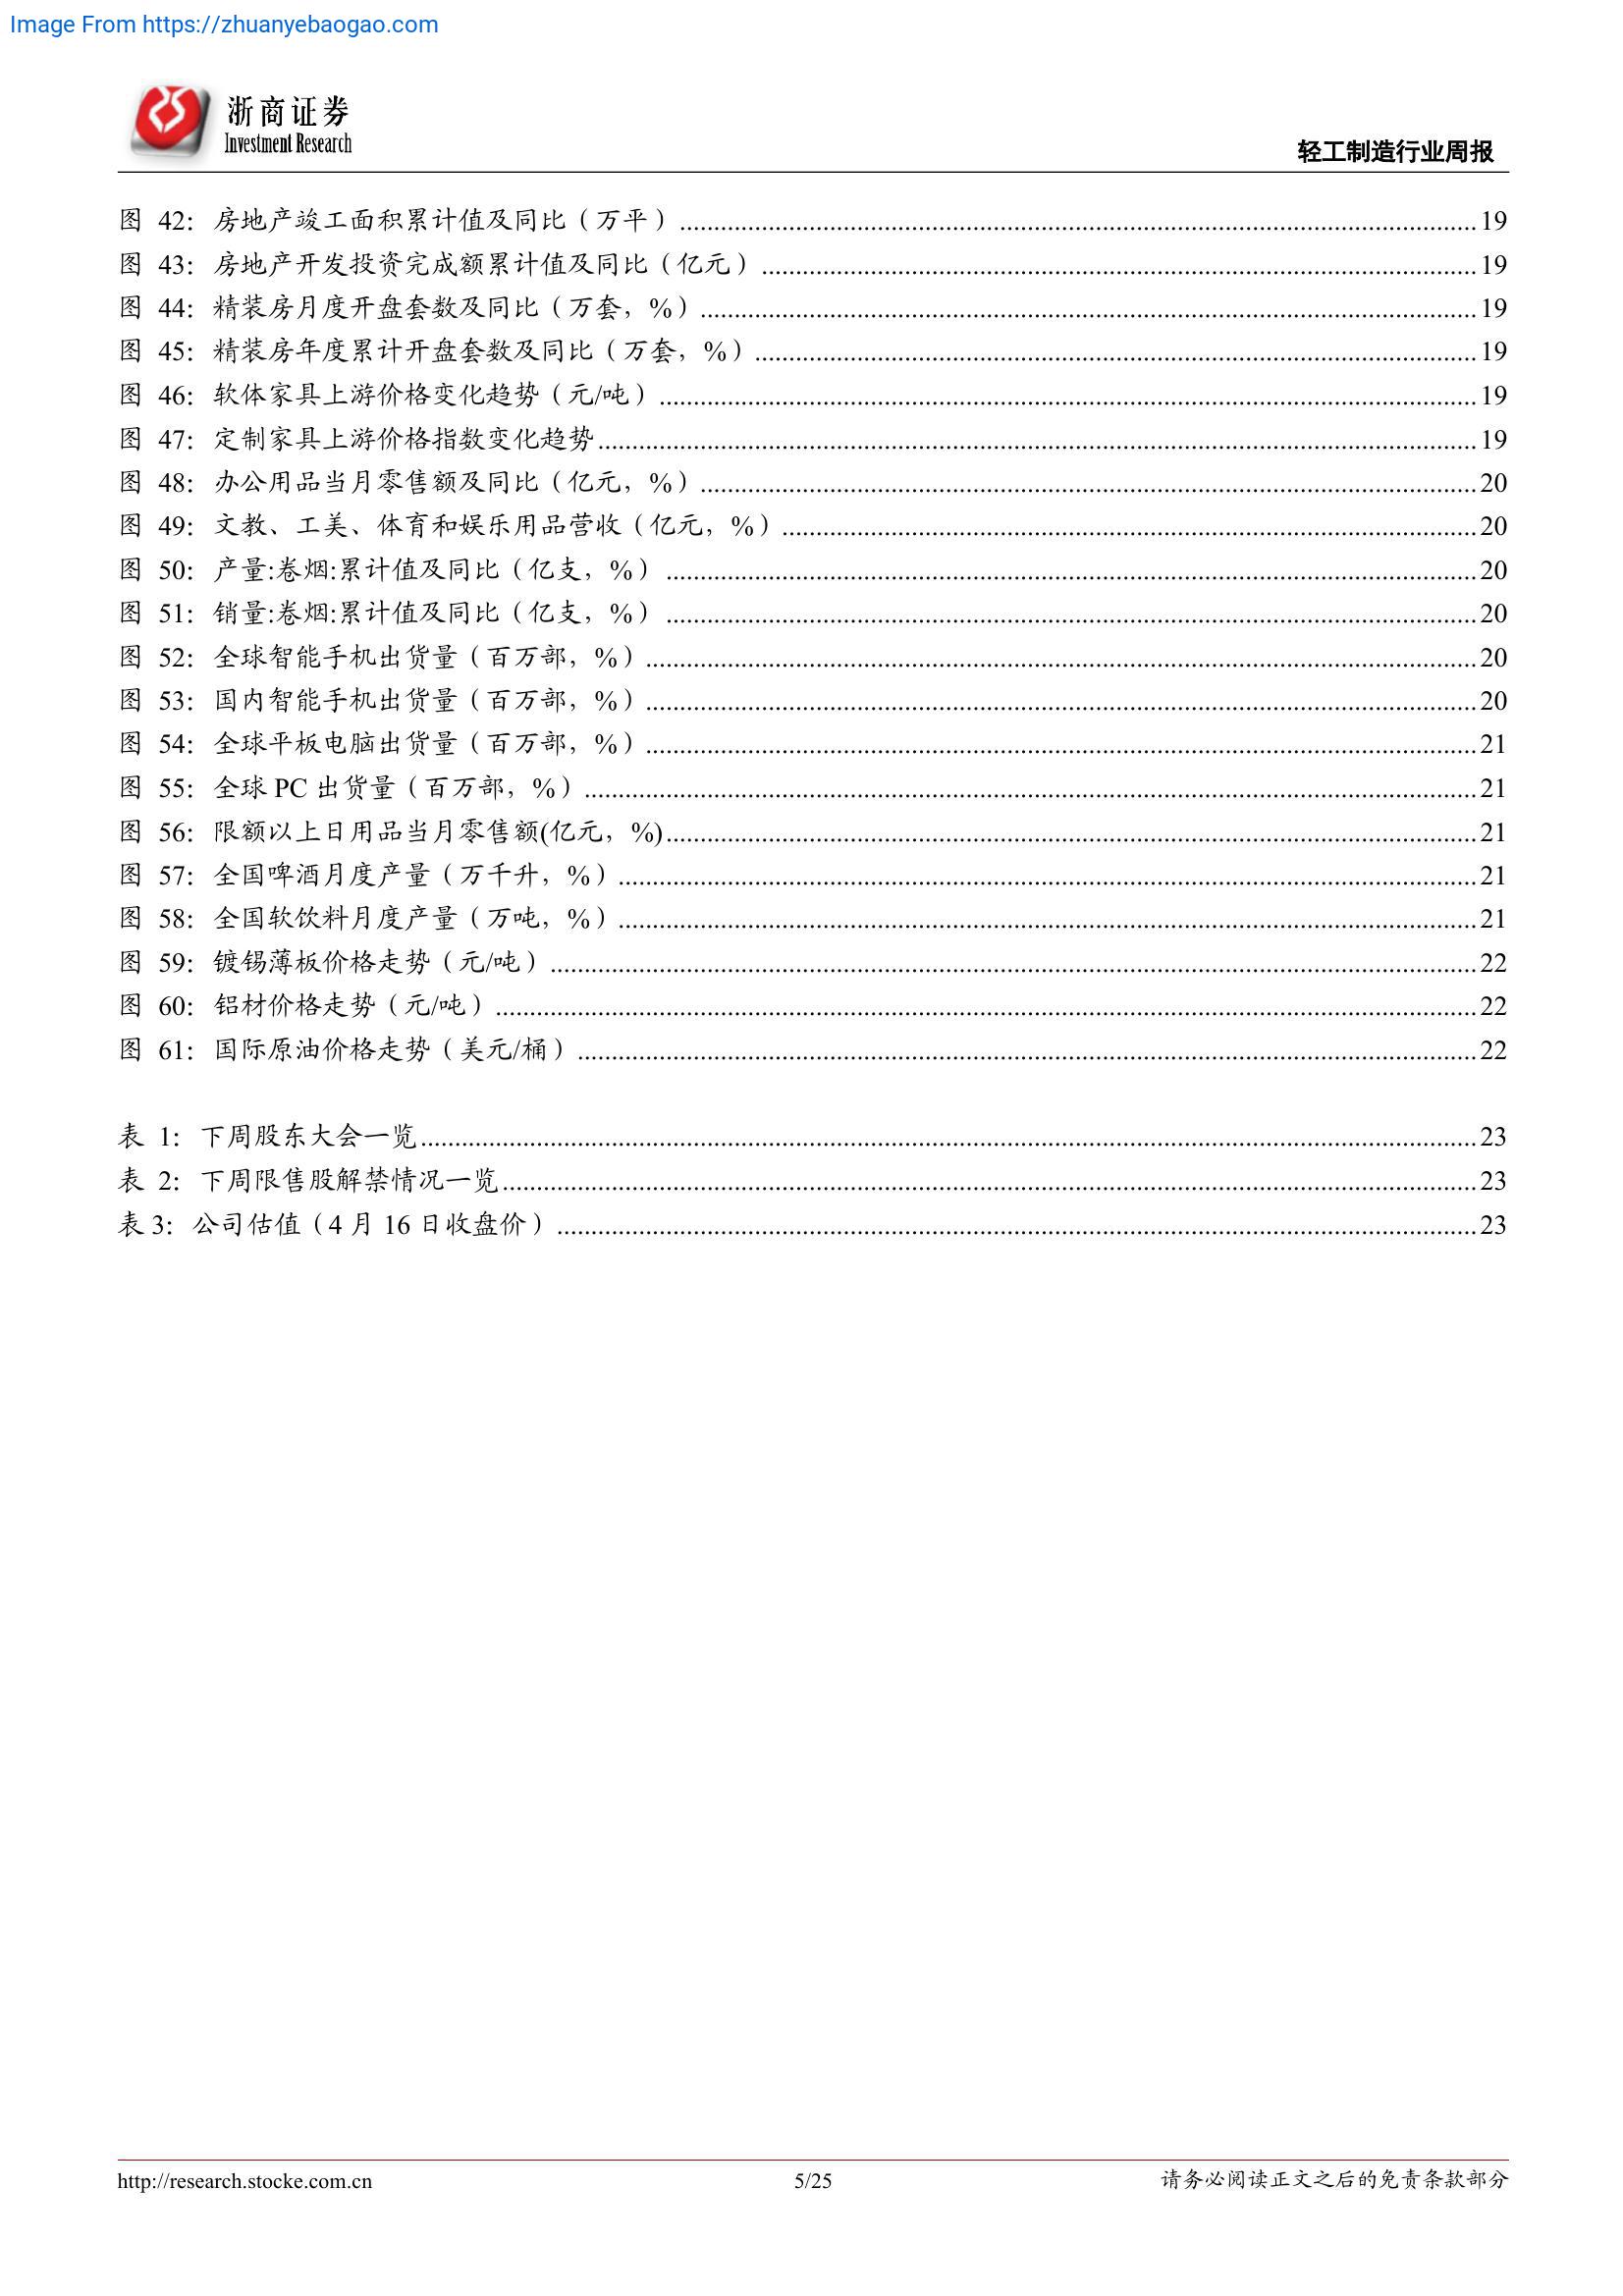 Image From https://zhuanyebaogao.com
浙商证券
Investment Research
轻工制造行业周报
图 42：房地产竣工面积累计值及同比（万平）19
图 43：房地产开发投资完成额累计值及同比（亿元）19
图 44：精装房月度开盘套数及同比（万套，%）19
图 45：精装房年度累计开盘套数及同比（万套，%）19
图 46：软体家具上游价格变化趋势（元/吨）19
图 47：定制家具上游价格指数变化趋势19
图 48：办公用品当月零售额及同比（亿元，%）20
图 49：文教、工美、体育和娱乐用品营收（亿元，%）20
图 50：产量:卷烟:累计值及同比（亿支，%）20
图 51：销量:卷烟:累计值及同比（亿支，%）20
图 52：全球智能手机出货量（百万部，%）20
图 53：国内智能手机出货量（百万部，%）20
图 54：全球平板电脑出货量（百万部，%）21
图 55：全球 PC 出货量（百万部，%）21
图 56：限额以上日用品当月零售额(亿元，%)21
图 57：全国啤酒月度产量（万千升，%）21
图 58：全国软饮料月度产量（万吨，%）21
图 59：镀锡薄板价格走势（元/吨）22
图 60：铝材价格走势（元/吨）22
图 61：国际原油价格走势（美元/桶）22
表 1：下周股东大会一览23
表 2：下周限售股解禁情况一览23
表 3：公司估值（4 月 16 日收盘价）23
http://research.stocke.com.cn
5/25
请务必阅读正文之后的免责条款部分